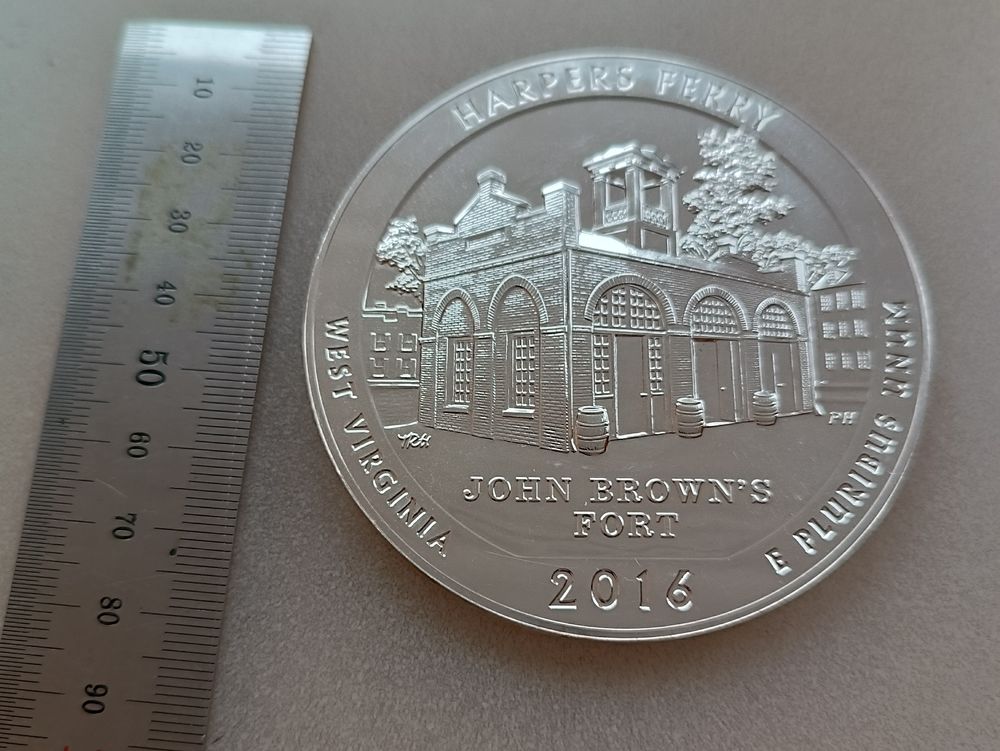 10
20
30
40
50
60
70
80
90
HARPERS FERRY
WEST VIRGINIA
E PLURIBUS UNUM
TRH
PH
JOHN BROWN'S
FORT
2016